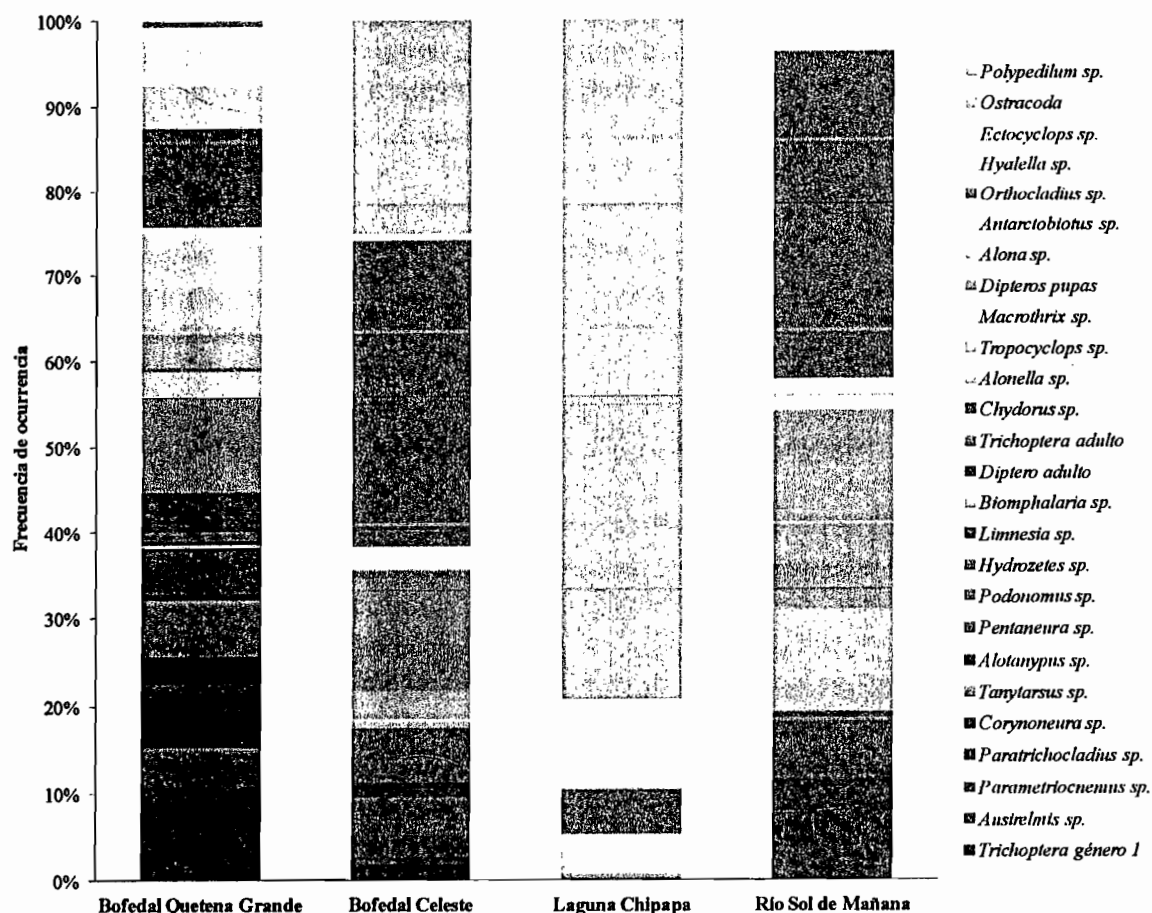 100%
90%
80%
70%
60%
50%
40%
30%
20%
10%
0%
Frecuencia de ocurrencia
Bofedal Quetena Grande
Bofedal Celeste
Laguna Chipapa
Río Sol de Mañana
Polypedilum sp.
Ostracoda
Ectocyclops sp.
Hyalella sp.
Orthocladius sp.
Antarctobiotus sp.
Alona sp.
Dipteros pupas
Macrothrix sp.
Tropocyclops sp.
Alonella sp.
Chydorus sp.
Trichoptera adulto
Diptero adulto
Biomphalaria sp.
Limnesia sp.
Hydrozetes sp.
Podonomus sp.
Pentaneura sp.
Alotanypus sp.
Tanytarsus sp.
Corynoneura sp.
Paratrichocladius sp.
Parametriocnemus sp.
Austrelmis sp.
Trichoptera género 1